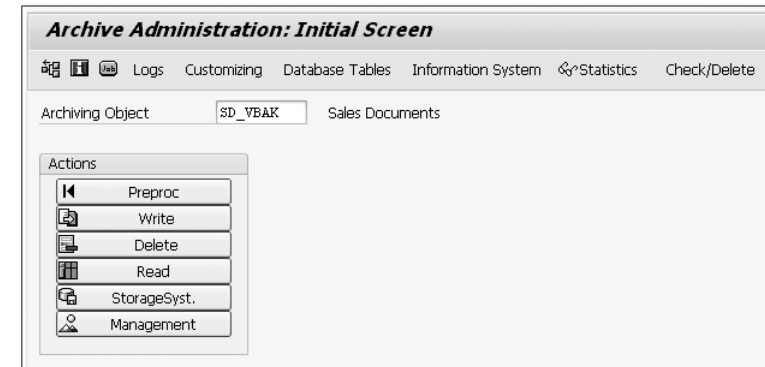 Archive Administration: Initial Screen
Job Logs Customizing Database Tables Information System Statistics Check/Delete
Archiving Object SD_VBAK Sales Documents
Actions
Preproc
Write
Delete
Read
StorageSyst.
Management